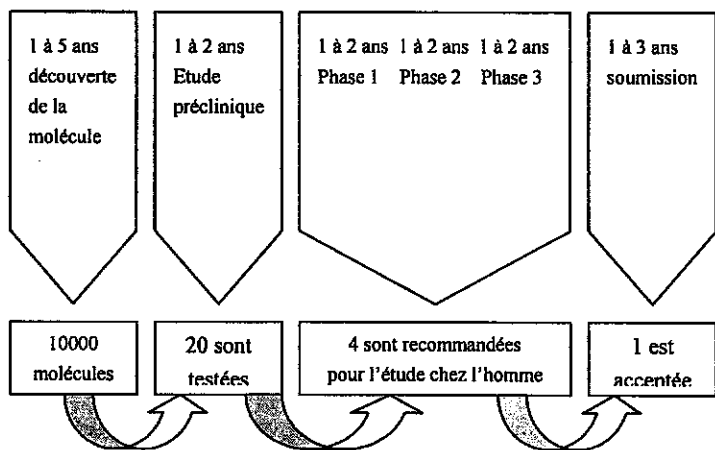 1 à 5 ans
découverte
de la
molécule
1 à 2 ans
Etude
préclinique
1 à 2 ans 1 à 2 ans 1 à 2 ans
Phase 1 Phase 2 Phase 3
1 à 3 ans
soumission
10000
molécules
20 sont
testées
4 sont recommandées
pour l'étude chez l'homme
1 est
accentée